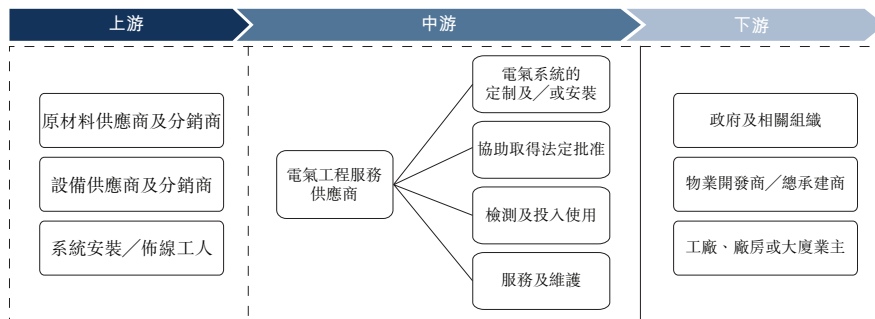 上游
中游
下游
原材料供應商及分銷商
設備供應商及分銷商
系統安裝／佈線工人
電氣工程服務
供應商
電氣系統的
定制及／或安裝
協助取得法定批准
檢測及投入使用
服務及維護
政府及相關組織
物業開發商／總承建商
工廠、廠房或大廈業主